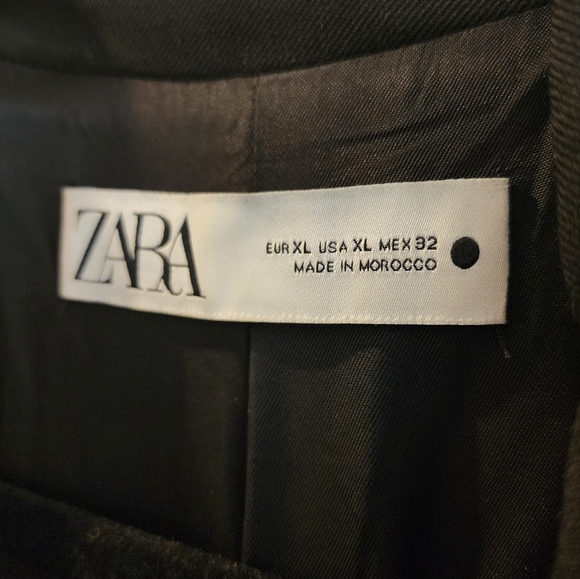 ZARA
EUR XL USA XL MEX 32
MADE IN MOROCCO